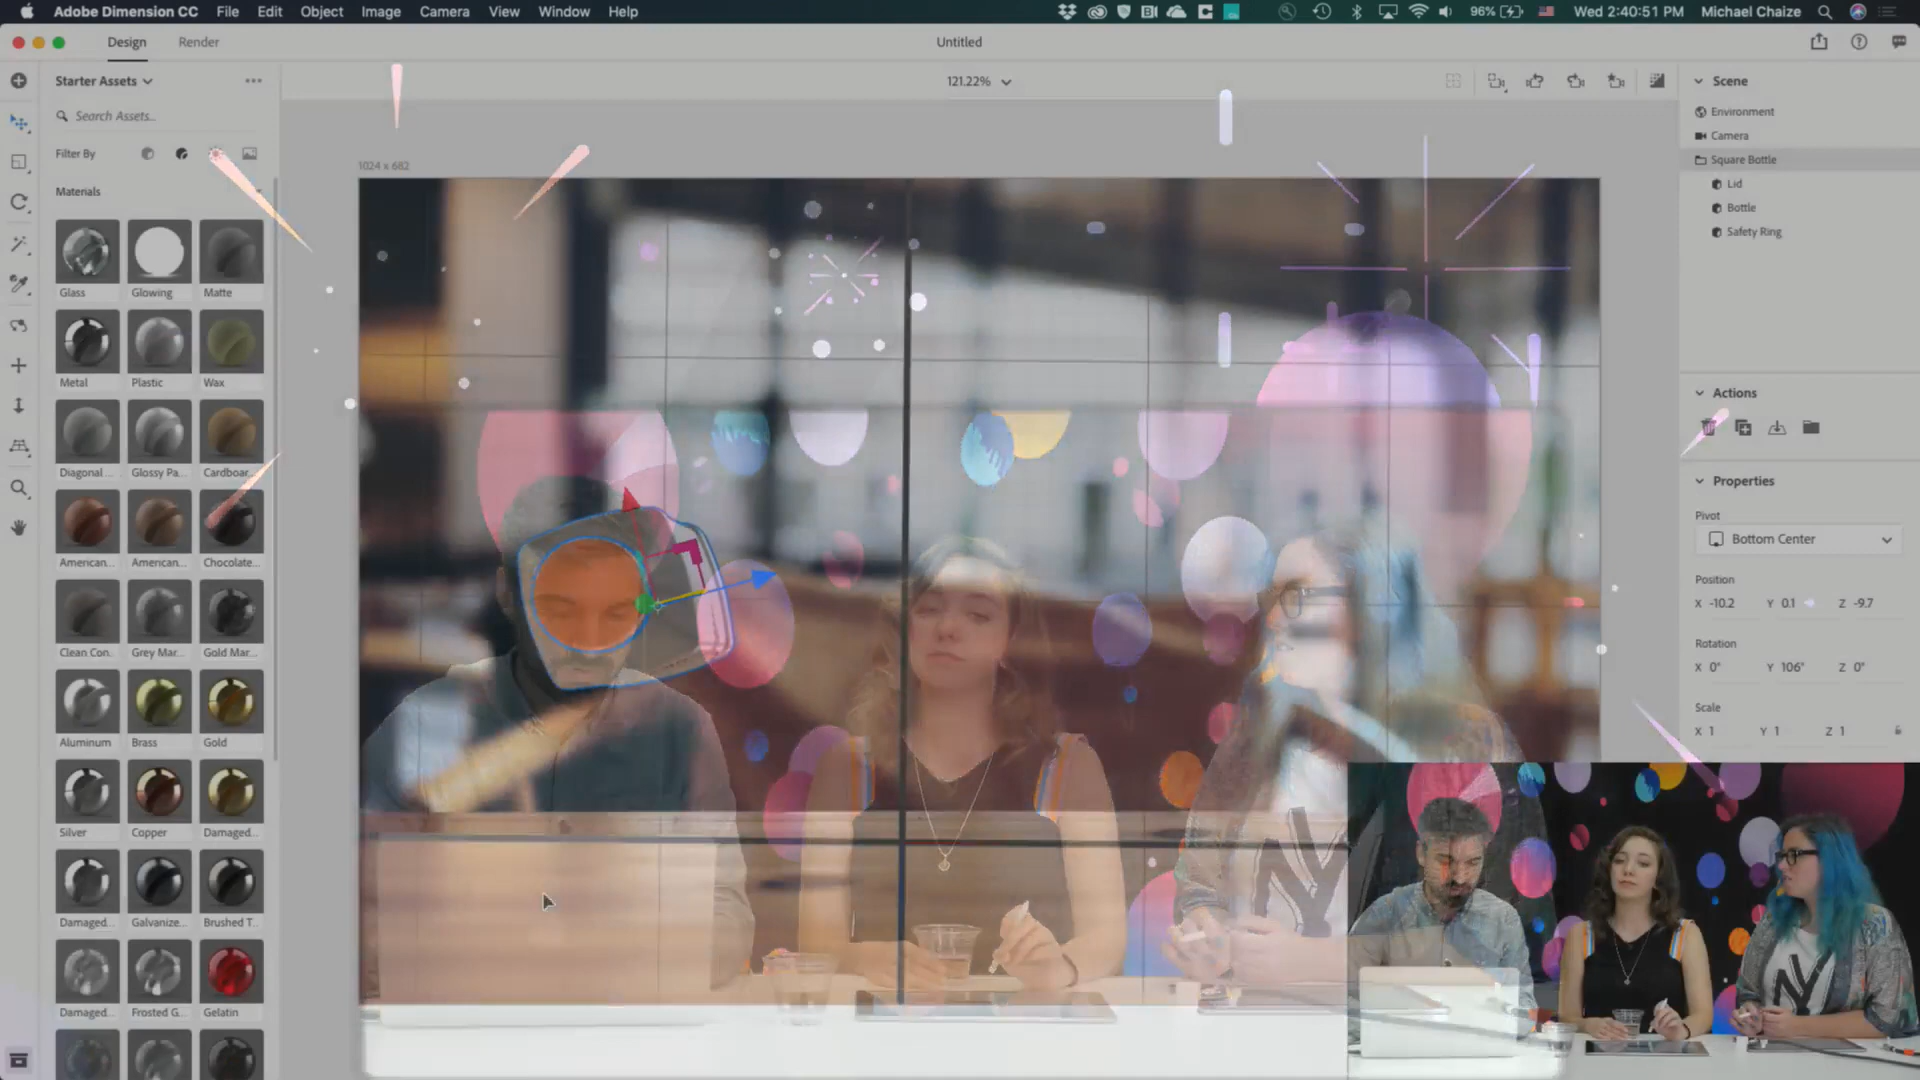 Adobe Dimension CC File Edit Object Image Camera View Window Help 96% Wed 2:40:51 PM Michael Chaize
Design Render Untitled
Starter Assets 121.22%
Search Assets...
Filter By
Materials
Glass Glowing Matte
Metal Plastic Wax
Diagonal ... Glossy Pa... Cardboar...
American... American... Chocolate...
Clean Con... Grey Mar... Gold Mar...
Aluminum Brass Gold
Silver Copper Damaged...
Damaged... Galvanize... Brushed T...
Damaged... Frosted G... Gelatin
1024 x 682
Scene
Environment
Camera
Square Bottle
Lid
Bottle
Safety Ring
Actions
Properties
Pivot
Bottom Center
Position
X -10.2 Y 0.1 Z -9.7
Rotation
X 0° Y 106° Z 0°
Scale
X 1 Y 1 Z 1
NY
NY